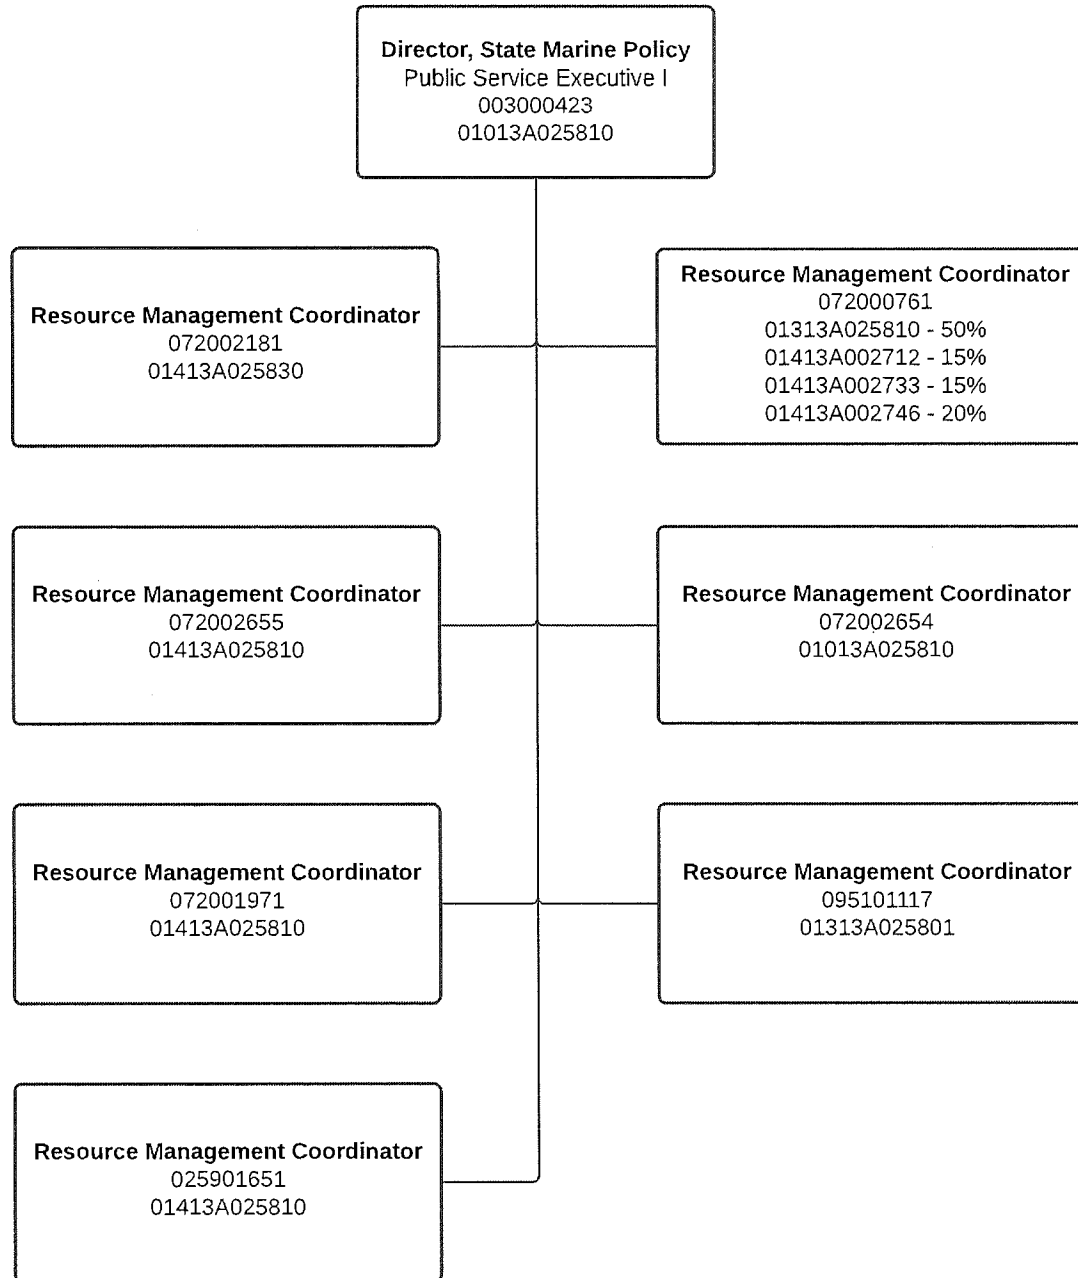 Director, State Marine Policy
Public Service Executive I
003000423
01013A025810
Resource Management Coordinator
072002181
01413A025830
Resource Management Coordinator
072000761
01313A025810 - 50%
01413A002712 - 15%
01413A002733 - 15%
01413A002746 - 20%
Resource Management Coordinator
072002655
01413A025810
Resource Management Coordinator
072002654
01013A025810
Resource Management Coordinator
072001971
01413A025810
Resource Management Coordinator
095101117
01313A025801
Resource Management Coordinator
025901651
01413A025810